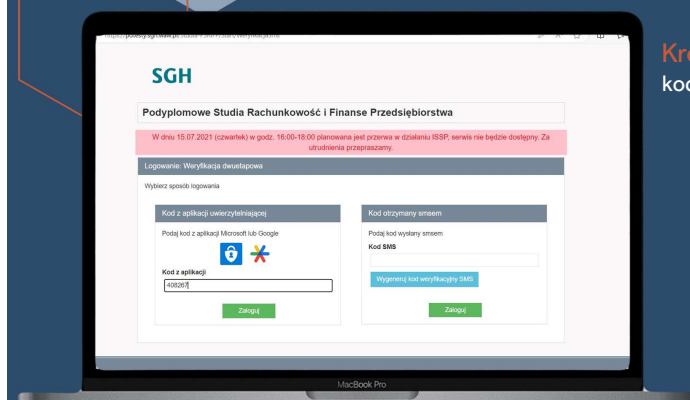 SGH
Podyplomowe Studia Rachunkowość i Finanse Przedsiębiorstwa
W dniu 15.07.2021 (czwartek) w godz. 16:00-18:00 planowana jest przerwa w działaniu ISSP, serwis nie będzie dostępny. Za
utrudnienia przepraszamy.
Logowanie: Weryfikacja dwuetapowa
Wybierz sposób logowania
Kod z aplikacji uwierzytelniającej
Podaj kod z aplikacji Microsoft lub Google
Kod z aplikacji
408267
Zaloguj
Kod otrzymany smsem
Podaj kod wysłany smsem
Kod SMS
Wygeneruj kod weryfikacyjny SMS
Zaloguj
MacBook Pro